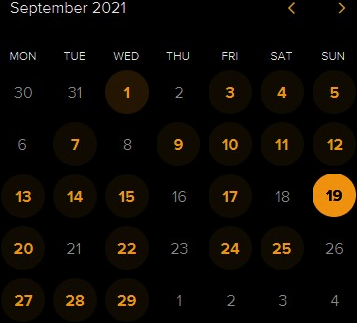 September 2021
MON TUE WED THU FRI SAT SUN
30 31 1 2 3 4 5
6 7 8 9 10 11 12
13 14 15 16 17 18 19
20 21 22 23 24 25 26
27 28 29 1 2 3 4